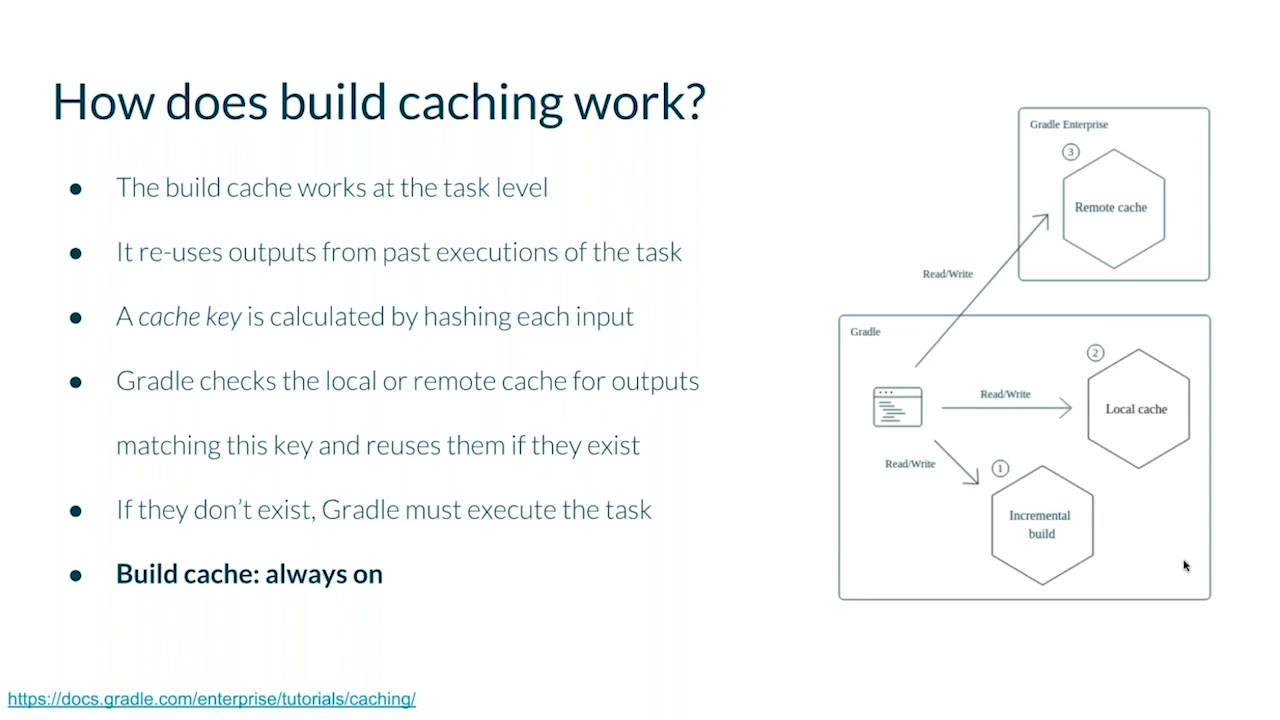 How does build caching work?
● The build cache works at the task level
● It re-uses outputs from past executions of the task
● A cache key is calculated by hashing each input
● Gradle checks the local or remote cache for outputs
matching this key and reuses them if they exist
● If they don't exist, Gradle must execute the task
● Build cache: always on
Gradle Enterprise
3
Remote cache
Read/Write
Gradle
2
Read/Write
Local cache
Read/Write
1
Incremental
build
https://docs.gradle.com/enterprise/tutorials/caching/